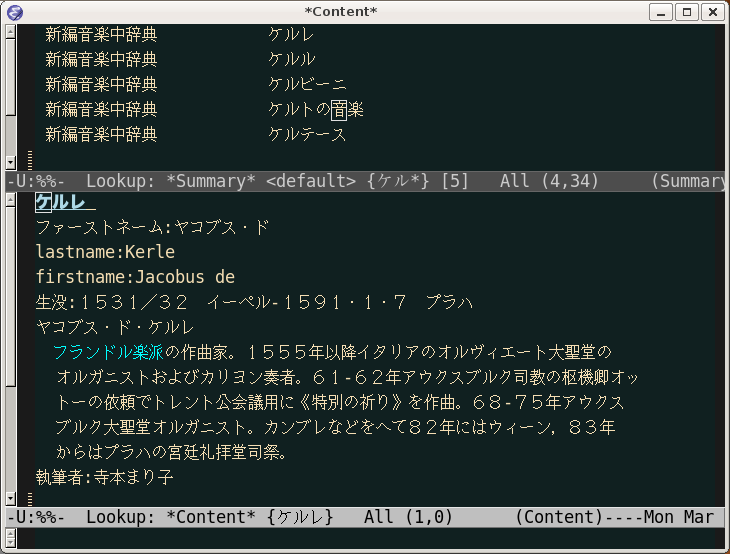 *Content*
新編音楽中辞典 ケルレ
新編音楽中辞典 ケルル
新編音楽中辞典 ケルビーニ
新編音楽中辞典 ケルトの音楽
新編音楽中辞典 ケルテース
-U:%%-  Lookup: *Summary* <default> {ケル*} [5]   All (4,34)     (Summary
ケルレ
ファーストネーム:ヤコブス・ド
lastname:Kerle
firstname:Jacobus de
生没:１５３１／３２　イーペル-１５９１・１・７　プラハ
ヤコブス・ド・ケルレ
フランドル楽派の作曲家。１５５５年以降イタリアのオルヴィエート大聖堂の
オルガニストおよびカリヨン奏者。６１-６２年アウクスブルク司教の枢機卿オッ
トーの依頼でトレント公会議用に《特別の祈り》を作曲。６８-７５年アウクス
ブルク大聖堂オルガニスト。カンブレなどをへて８２年にはウィーン，８３年
からはプラハの宮廷礼拝堂司祭。
執筆者:寺本まり子
-U:%%-  Lookup: *Content* {ケルレ}   All (1,0)      (Content)----Mon Mar